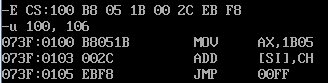 -E CS:100 B8 05 1B 00 2C EB F8
-u 100, 106
073F:0100 B8051B        MOV     AX,1B05
073F:0103 002C          ADD     [SI],CH
073F:0105 EBF8          JMP     00FF